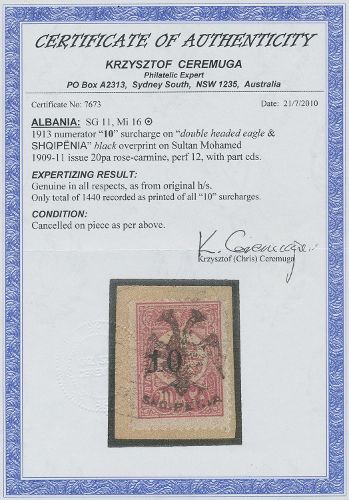 CERTIFICATE OF AUTHENTICITY
KRZYSZTOF CEREMUGA
Philatelic Expert
PO Box A2313, Sydney South, NSW 1235, Australia
Certificate No: 7673 Date: 21/7/2010
ALBANIA: SG 11, Mi 16 ⊙
1913 numerator "10" surcharge on "double headed eagle &
SHQIPËNIA" black overprint on Sultan Mohamed
1909-11 issue 20pa rose-carmine, perf 12, with part cds.
EXPERTIZING RESULT:
Genuine in all respects, as from original h/s.
Only total of 1440 recorded as printed of all "10" surcharges.
CONDITION:
Cancelled on piece as per above.
K. Ceremuga
Krzysztof (Chris) Ceremuga
10